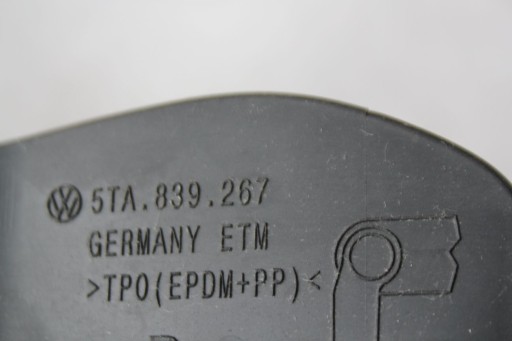 5TA.839.267
GERMANY ETM
>TPO(EPDM+PP)<